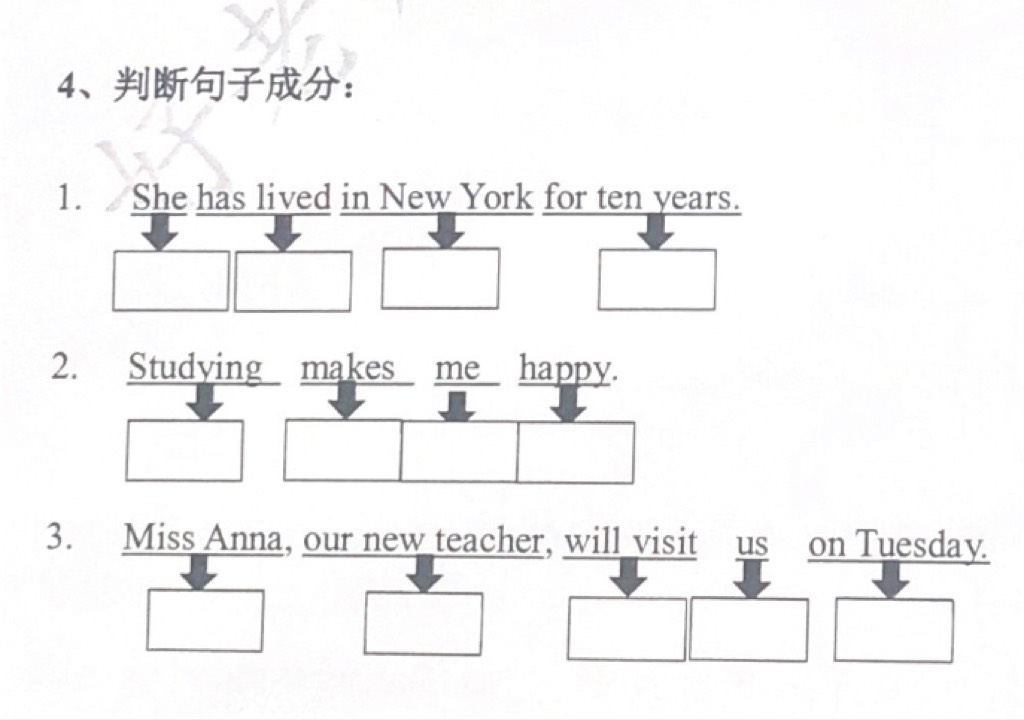 4、判断句子成分：
1. She has lived in New York for ten years.
2. Studying makes me happy.
3. Miss Anna, our new teacher, will visit us on Tuesday.